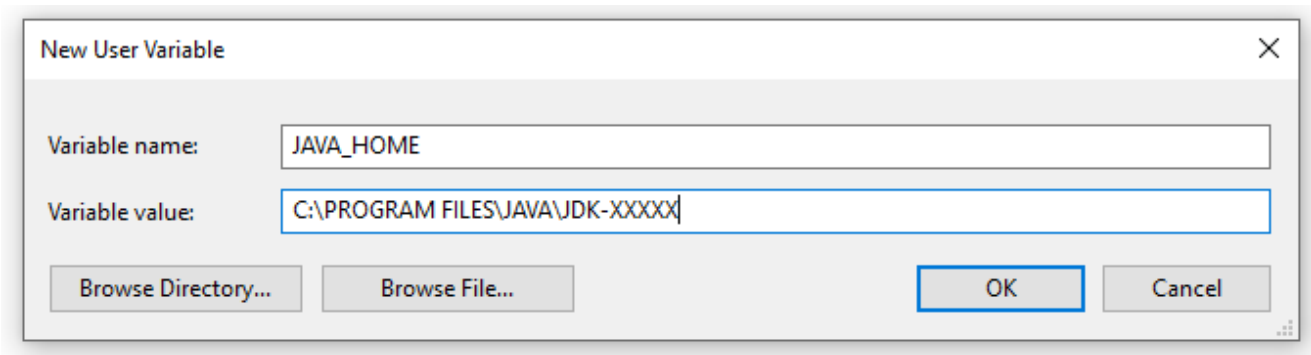 New User Variable
Variable name: JAVA_HOME
Variable value: C:\PROGRAM FILES\JAVA\JDK-XXXXX
Browse Directory... Browse File... OK Cancel